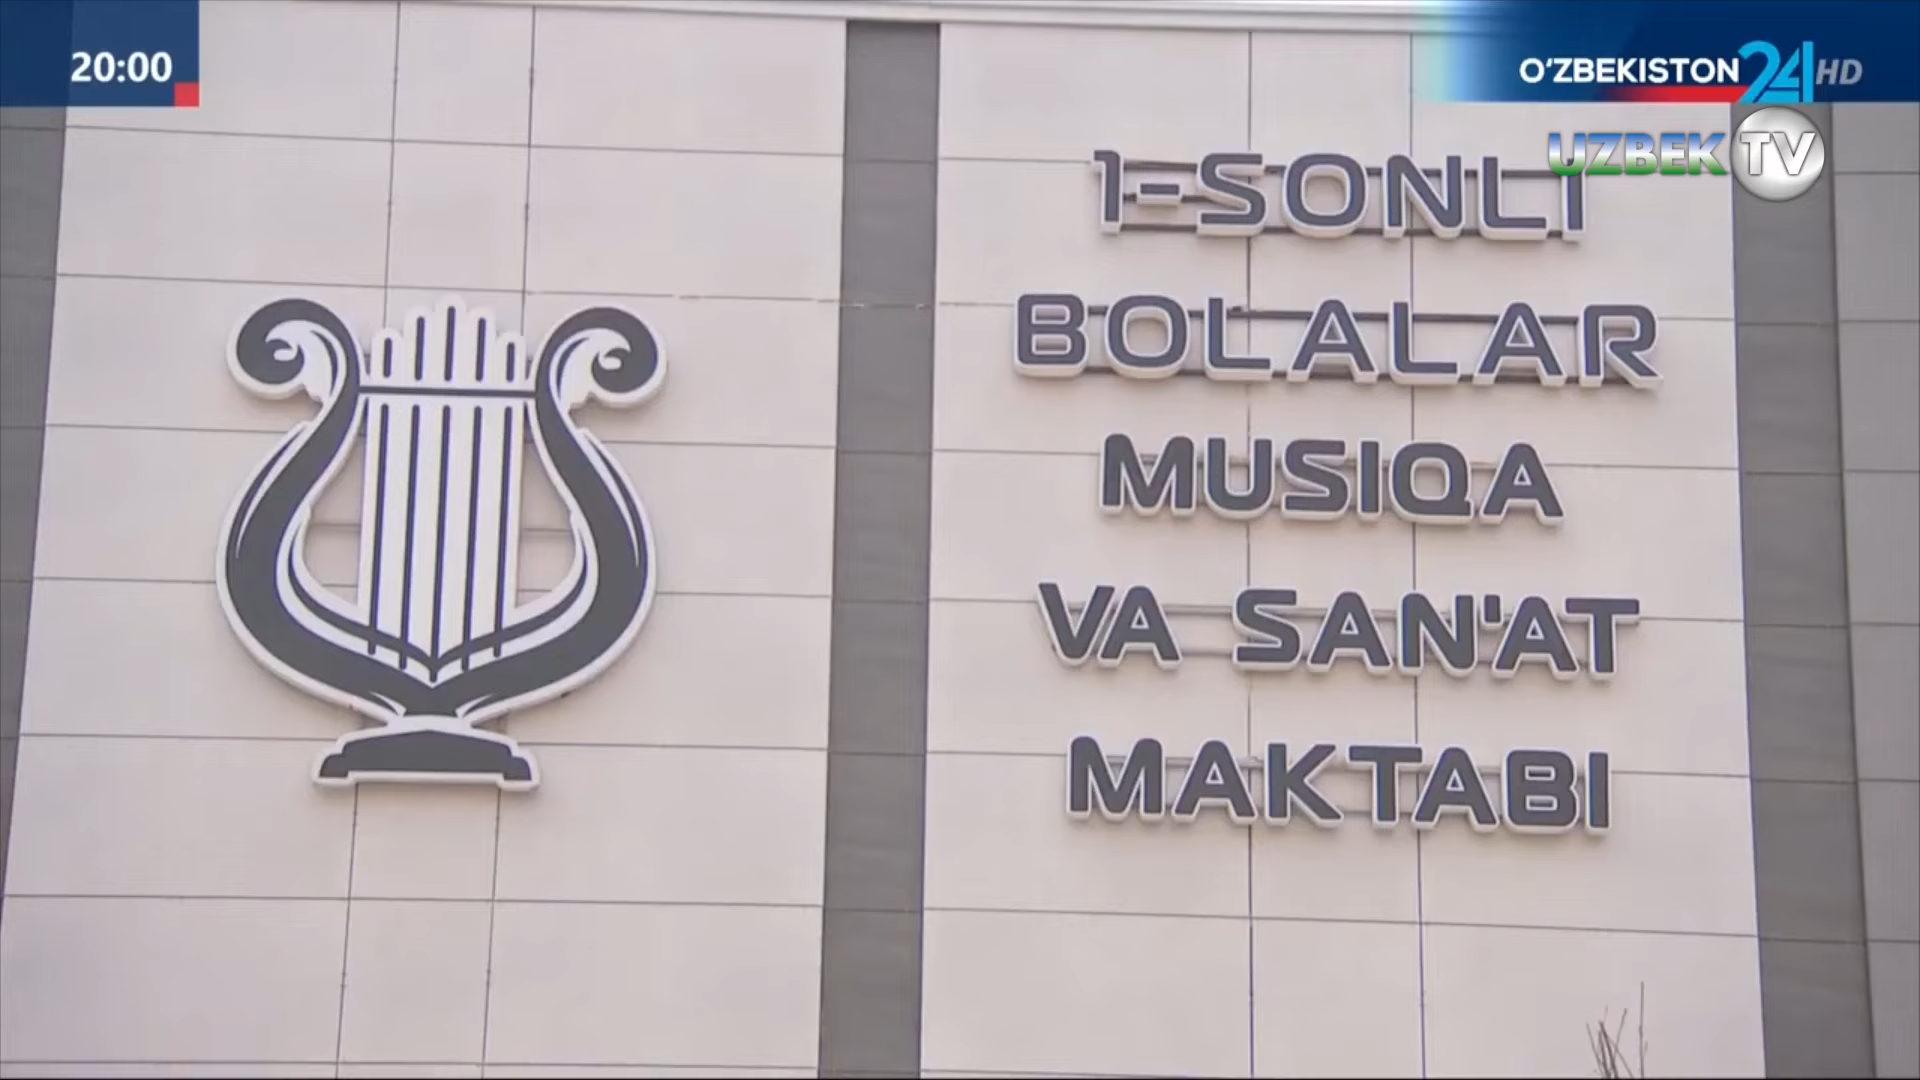 20:00
O'ZBEKISTON 24 HD
UZBEK TV
1-SONLI
BOLALAR
MUSIQA
VA SAN'AT
MAKTABI